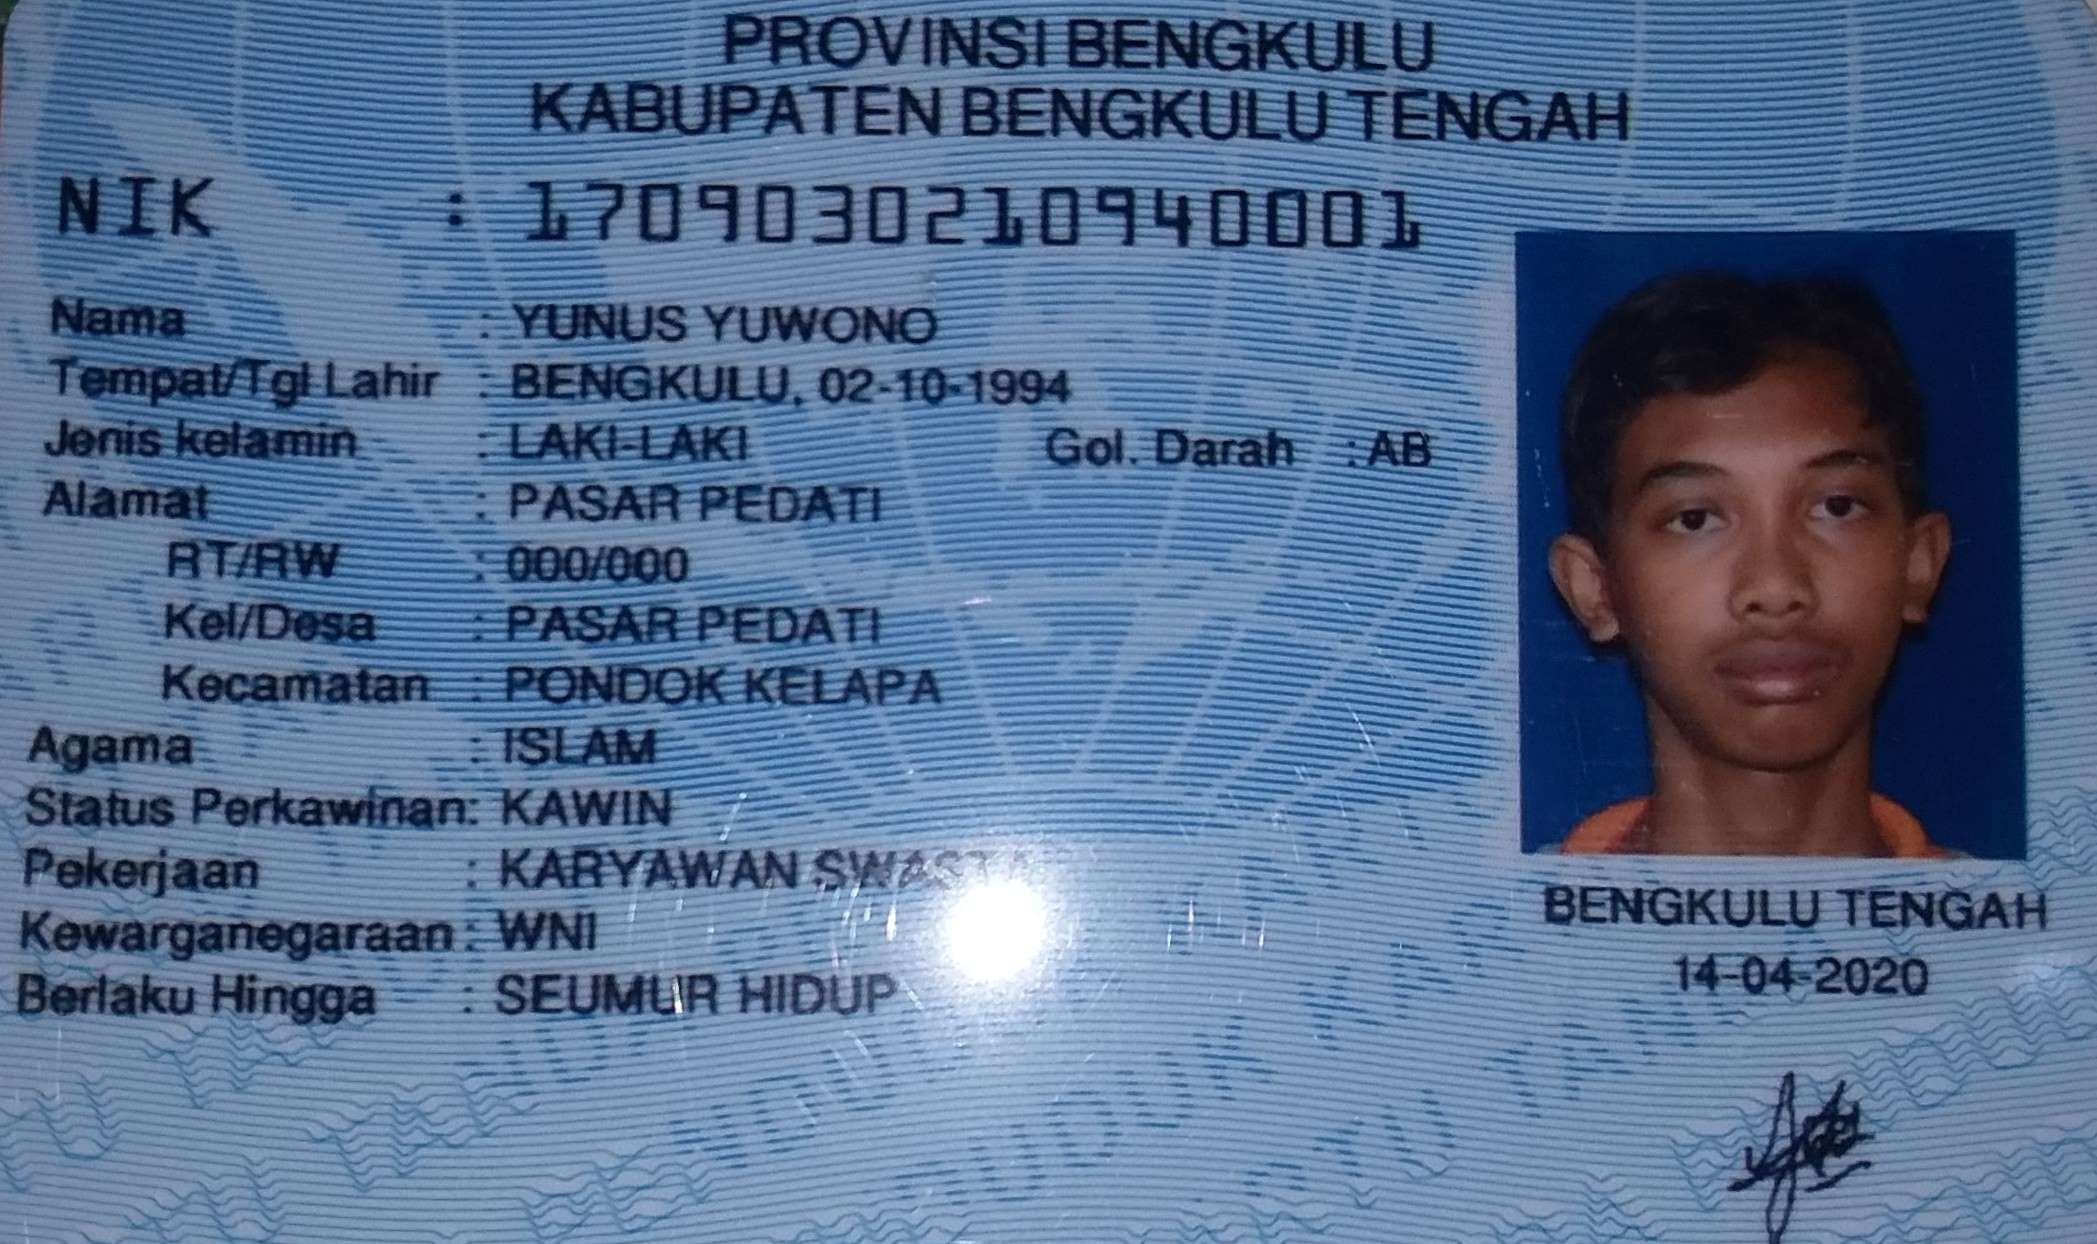 PROVINSI BENGKULU
KABUPATEN BENGKULU TENGAH
NIK : 1709030210940001
Nama : YUNUS YUWONO
Tempat/Tgl Lahir : BENGKULU, 02-10-1994
Jenis kelamin : LAKI-LAKI Gol. Darah : AB
Alamat : PASAR PEDATI
RT/RW : 000/000
Kel/Desa : PASAR PEDATI
Kecamatan : PONDOK KELAPA
Agama : ISLAM
Status Perkawinan: KAWIN
Pekerjaan : KARYAWAN SWASTA
Kewarganegaraan : WNI
Berlaku Hingga : SEUMUR HIDUP
BENGKULU TENGAH
14-04-2020